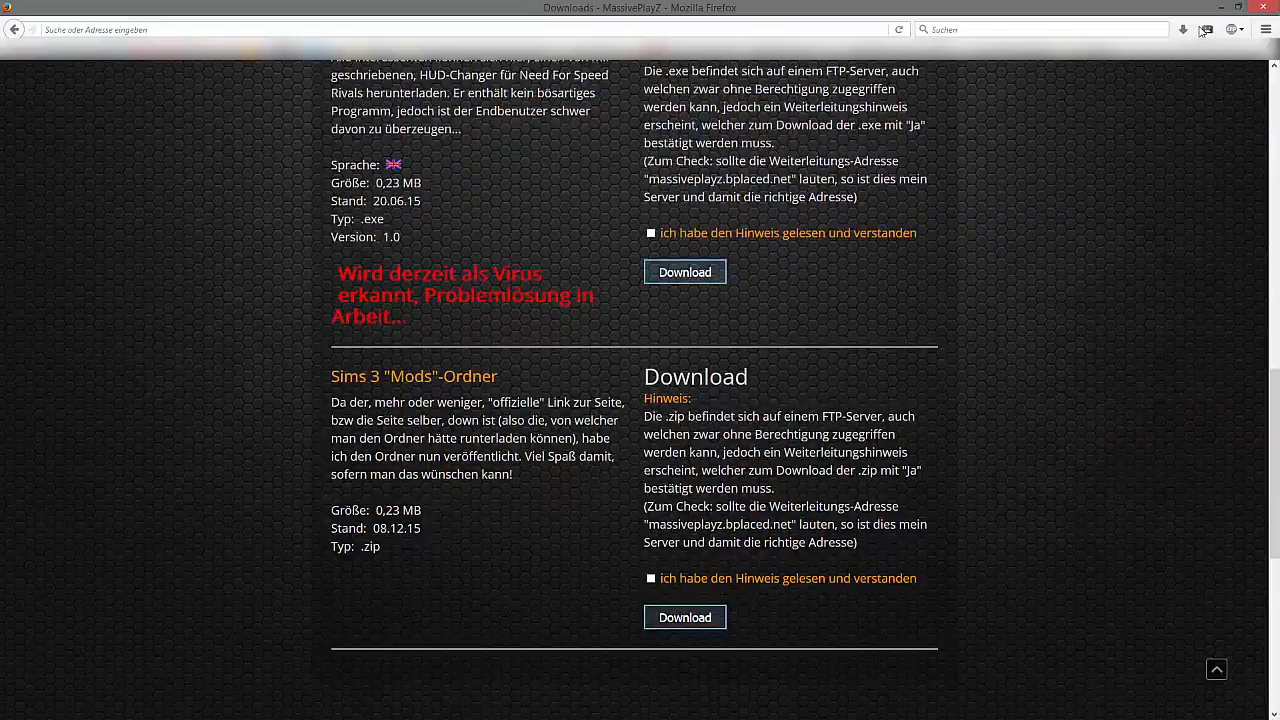 Downloads - MassivePlayZ - Mozilla Firefox
Suche oder Adresse eingeben
Suchen
geschriebenen, HUD-Changer für Need For Speed
Rivals herunterladen. Er enthält kein bösartiges
Programm, jedoch ist der Endbenutzer schwer
davon zu überzeugen...
Sprache:
Größe: 0,23 MB
Stand: 20.06.15
Typ: .exe
Version: 1.0
Wird derzeit als Virus
erkannt, Problemlösung in
Arbeit...
Die .exe befindet sich auf einem FTP-Server, auch
welchen zwar ohne Berechtigung zugegriffen
werden kann, jedoch ein Weiterleitungshinweis
erscheint, welcher zum Download der .exe mit "Ja"
bestätigt werden muss.
(Zum Check: sollte die Weiterleitungs-Adresse
"massiveplayz.bplaced.net" lauten, so ist dies mein
Server und damit die richtige Adresse)
ich habe den Hinweis gelesen und verstanden
Download
Sims 3 "Mods"-Ordner
Da der, mehr oder weniger, "offizielle" Link zur Seite,
bzw die Seite selber, down ist (also die, von welcher
man den Ordner hätte runterladen können), habe
ich den Ordner nun veröffentlicht. Viel Spaß damit,
sofern man das wünschen kann!
Größe: 0,23 MB
Stand: 08.12.15
Typ: .zip
Download
Hinweis:
Die .zip befindet sich auf einem FTP-Server, auch
welchen zwar ohne Berechtigung zugegriffen
werden kann, jedoch ein Weiterleitungshinweis
erscheint, welcher zum Download der .zip mit "Ja"
bestätigt werden muss.
(Zum Check: sollte die Weiterleitungs-Adresse
"massiveplayz.bplaced.net" lauten, so ist dies mein
Server und damit die richtige Adresse)
ich habe den Hinweis gelesen und verstanden
Download